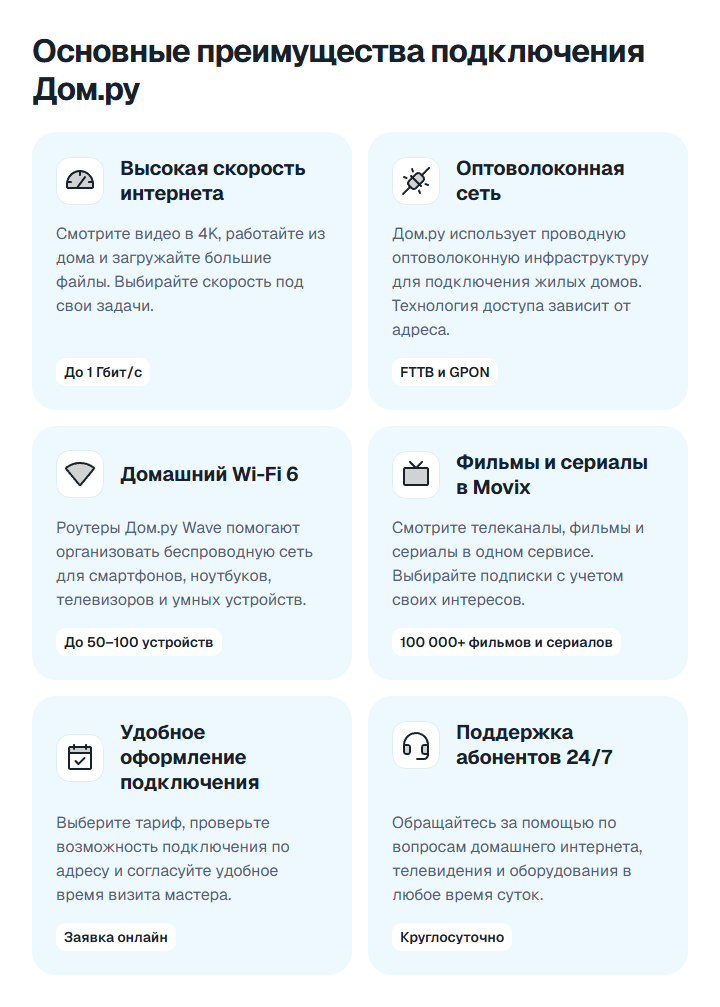 Основные преимущества подключения
Дом.ру
Высокая скорость
интернета
Смотрите видео в 4K, работайте из
дома и загружайте большие
файлы. Выбирайте скорость под
свои задачи.
До 1 Гбит/с
Оптоволоконная
сеть
Дом.ру использует проводную
оптоволоконную инфраструктуру
для подключения жилых домов.
Технология доступа зависит от
адреса.
FTTB и GPON
Домашний Wi-Fi 6
Роутеры Дом.ру Wave помогают
организовать беспроводную сеть
для смартфонов, ноутбуков,
телевизоров и умных устройств.
До 50–100 устройств
Фильмы и сериалы
в Movix
Смотрите телеканалы, фильмы и
сериалы в одном сервисе.
Выбирайте подписки с учетом
своих интересов.
100 000+ фильмов и сериалов
Удобное
оформление
подключения
Выберите тариф, проверьте
возможность подключения по
адресу и согласуйте удобное
время визита мастера.
Заявка онлайн
Поддержка
абонентов 24/7
Обращайтесь за помощью по
вопросам домашнего интернета,
телевидения и оборудования в
любое время суток.
Круглосуточно